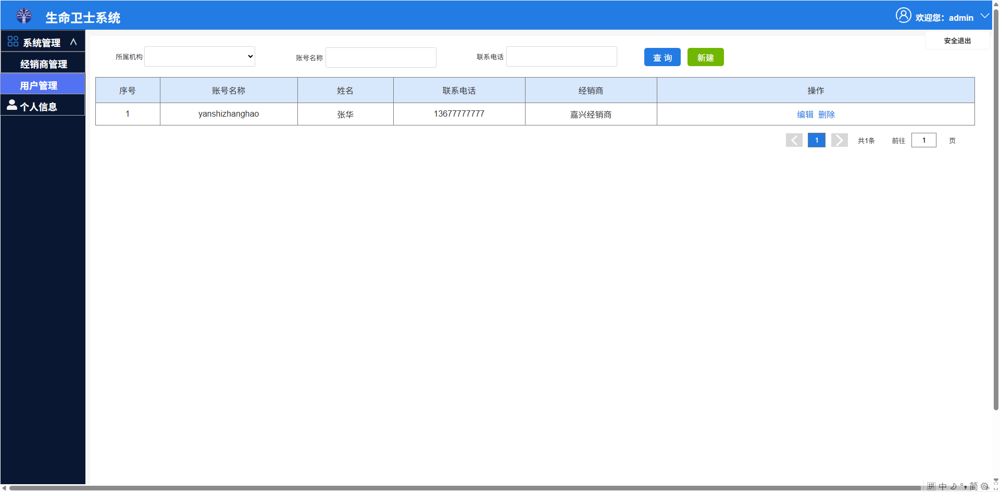 生命卫士系统
欢迎您：admin
安全退出
系统管理
经销商管理
用户管理
个人信息
所属机构
账号名称
联系电话
查 询
新建
序号 账号名称 姓名 联系电话 经销商 操作
1 yanshizhanghao 张华 13677777777 嘉兴经销商 编辑 删除
1 共1条 前往 1 页
拼 中 简